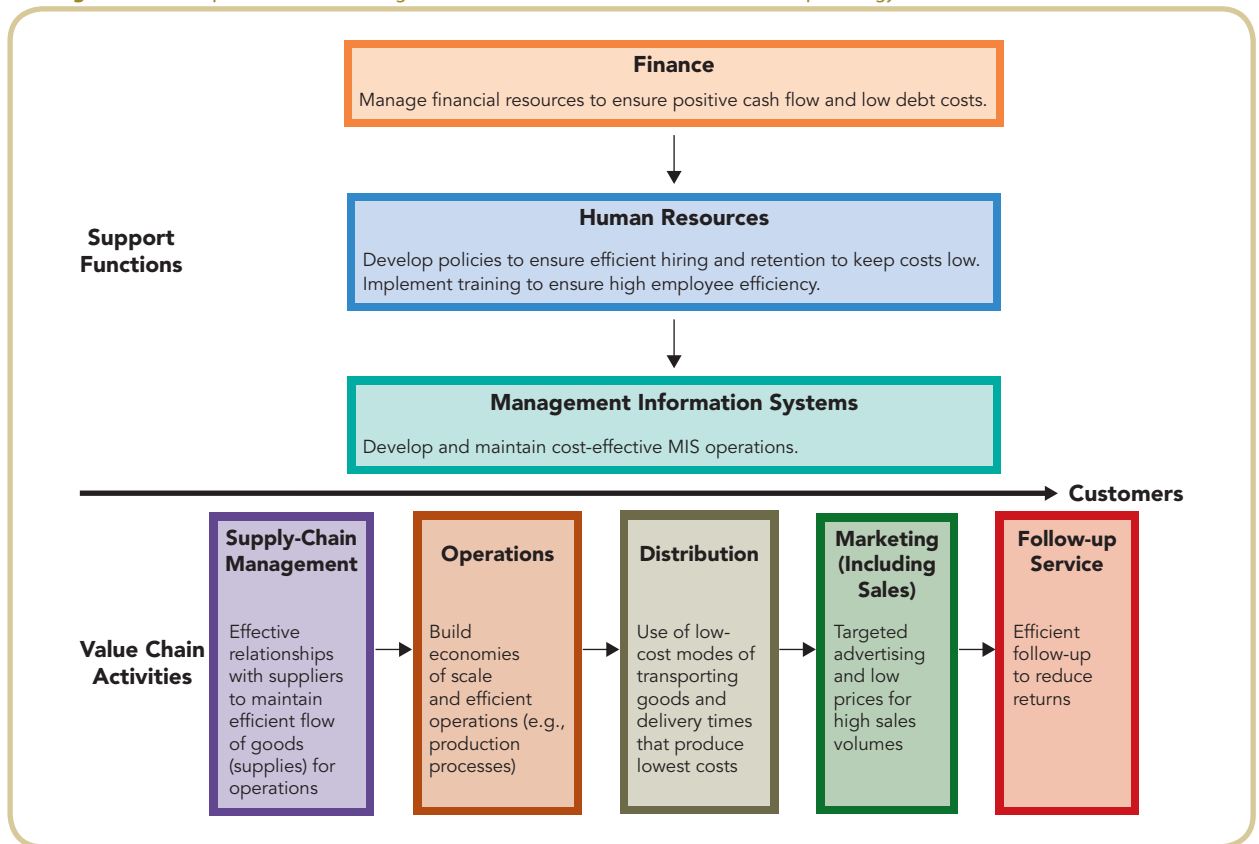 Finance
Manage financial resources to ensure positive cash flow and low debt costs.
Support
Functions
Human Resources
Develop policies to ensure efficient hiring and retention to keep costs low.
Implement training to ensure high employee efficiency.
Management Information Systems
Develop and maintain cost-effective MIS operations.
Customers
Value Chain
Activities
Supply-Chain
Management
Effective
relationships
with suppliers
to maintain
efficient flow
of goods
(supplies) for
operations
Operations
Build
economies
of scale
and efficient
operations (e.g.,
production
processes)
Distribution
Use of low-
cost modes of
transporting
goods and
delivery times
that produce
lowest costs
Marketing
(Including
Sales)
Targeted
advertising
and low
prices for
high sales
volumes
Follow-up
Service
Efficient
follow-up
to reduce
returns